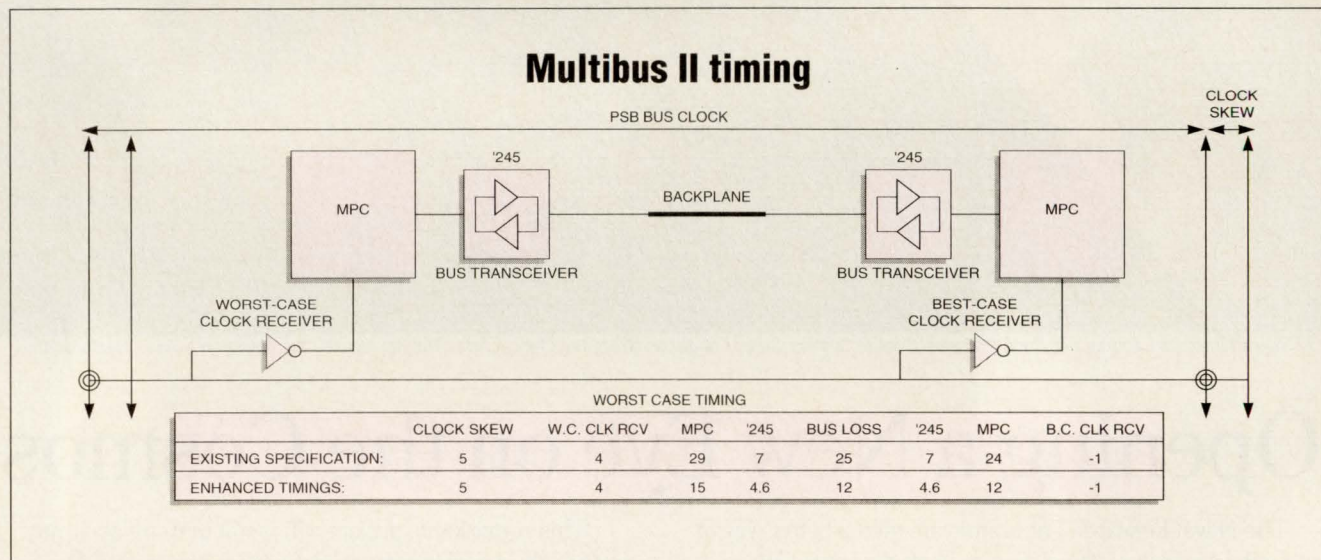 Multibus II timing
CLOCK
SKEW
PSB BUS CLOCK
'245
'245
MPC
BACKPLANE
MPC
BUS TRANSCEIVER
BUS TRANSCEIVER
WORST-CASE
CLOCK RECEIVER
BEST-CASE
CLOCK RECEIVER
WORST CASE TIMING
CLOCK SKEW W.C. CLK RCV MPC '245 BUS LOSS '245 MPC B.C. CLK RCV
EXISTING SPECIFICATION: 5 4 29 7 25 7 24 -1
ENHANCED TIMINGS: 5 4 15 4.6 12 4.6 12 -1